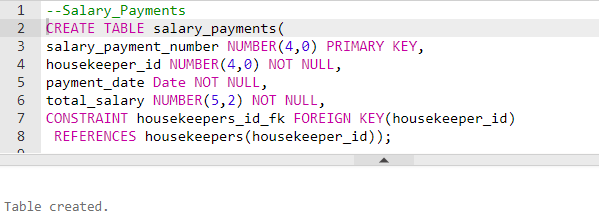 1 --Salary_Payments
2 CREATE TABLE salary_payments(
3 salary_payment_number NUMBER(4,0) PRIMARY KEY,
4 housekeeper_id NUMBER(4,0) NOT NULL,
5 payment_date Date NOT NULL,
6 total_salary NUMBER(5,2) NOT NULL,
7 CONSTRAINT housekeepers_id_fk FOREIGN KEY(housekeeper_id)
8 REFERENCES housekeepers(housekeeper_id));
Table created.